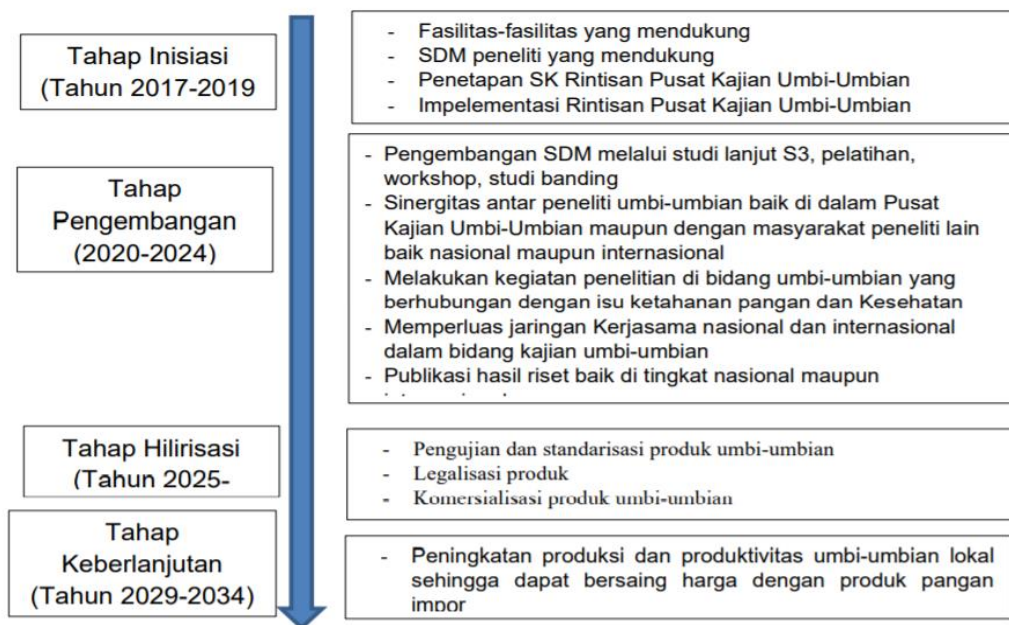 Tahap Inisiasi
(Tahun 2017-2019
- Fasilitas-fasilitas yang mendukung
- SDM peneliti yang mendukung
- Penetapan SK Rintisan Pusat Kajian Umbi-Umbian
- Impelementasi Rintisan Pusat Kajian Umbi-Umbian
Tahap
Pengembangan
(2020-2024)
- Pengembangan SDM melalui studi lanjut S3, pelatihan,
workshop, studi banding
- Sinergitas antar peneliti umbi-umbian baik di dalam Pusat
Kajian Umbi-Umbian maupun dengan masyarakat peneliti lain
baik nasional maupun internasional
- Melakukan kegiatan penelitian di bidang umbi-umbian yang
berhubungan dengan isu ketahanan pangan dan Kesehatan
- Memperluas jaringan Kerjasama nasional dan internasional
dalam bidang kajian umbi-umbian
- Publikasi hasil riset baik di tingkat nasional maupun
Tahap Hilirisasi
(Tahun 2025-
- Pengujian dan standarisasi produk umbi-umbian
- Legalisasi produk
- Komersialisasi produk umbi-umbian
Tahap
Keberlanjutan
(Tahun 2029-2034)
- Peningkatan produksi dan produktivitas umbi-umbian lokal
sehingga dapat bersaing harga dengan produk pangan
impor